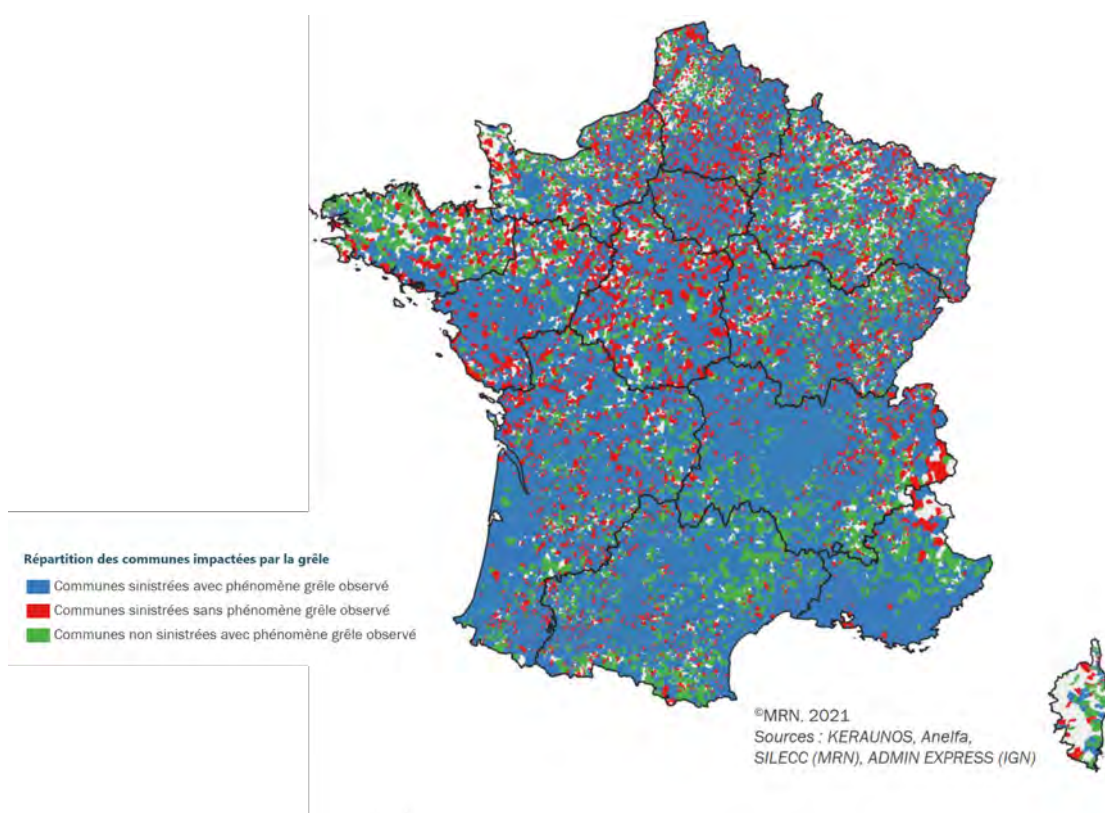 Répartition des communes impactées par la grêle
Communes sinistrées avec phénomène grêle observé
Communes sinistrées sans phénomène grêle observé
Communes non sinistrées avec phénomène grêle observé
©MRN, 2021
Sources : KERAUNOS, Anelfa,
SILECC (MRN), ADMIN EXPRESS (IGN)